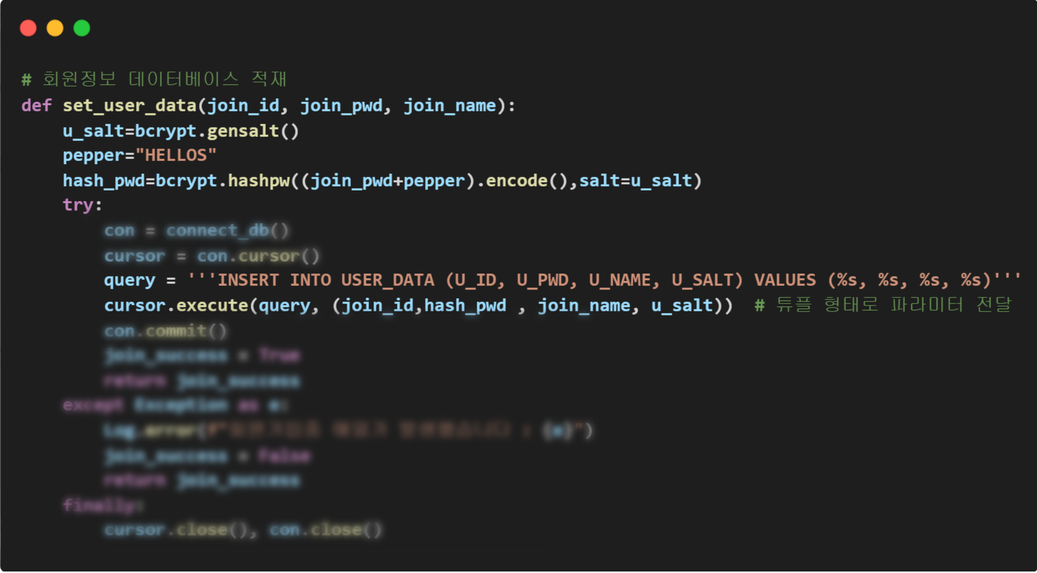 # 회원정보 데이터베이스 적재
def set_user_data(join_id, join_pwd, join_name):
u_salt=bcrypt.gensalt()
pepper="HELLOS"
hash_pwd=bcrypt.hashpw((join_pwd+pepper).encode(),salt=u_salt)
try:
con = connect_db()
cursor = con.cursor()
query = '''INSERT INTO USER_DATA (U_ID, U_PWD, U_NAME, U_SALT) VALUES (%s, %s, %s, %s)'''
cursor.execute(query, (join_id,hash_pwd , join_name, u_salt)) # 튜플 형태로 파라미터 전달
con.commit()
join_success = True
return join_success
except Exception as e:
Log.error(f" : {e}")
join_success = False
return join_success
finally:
cursor.close(), con.close()